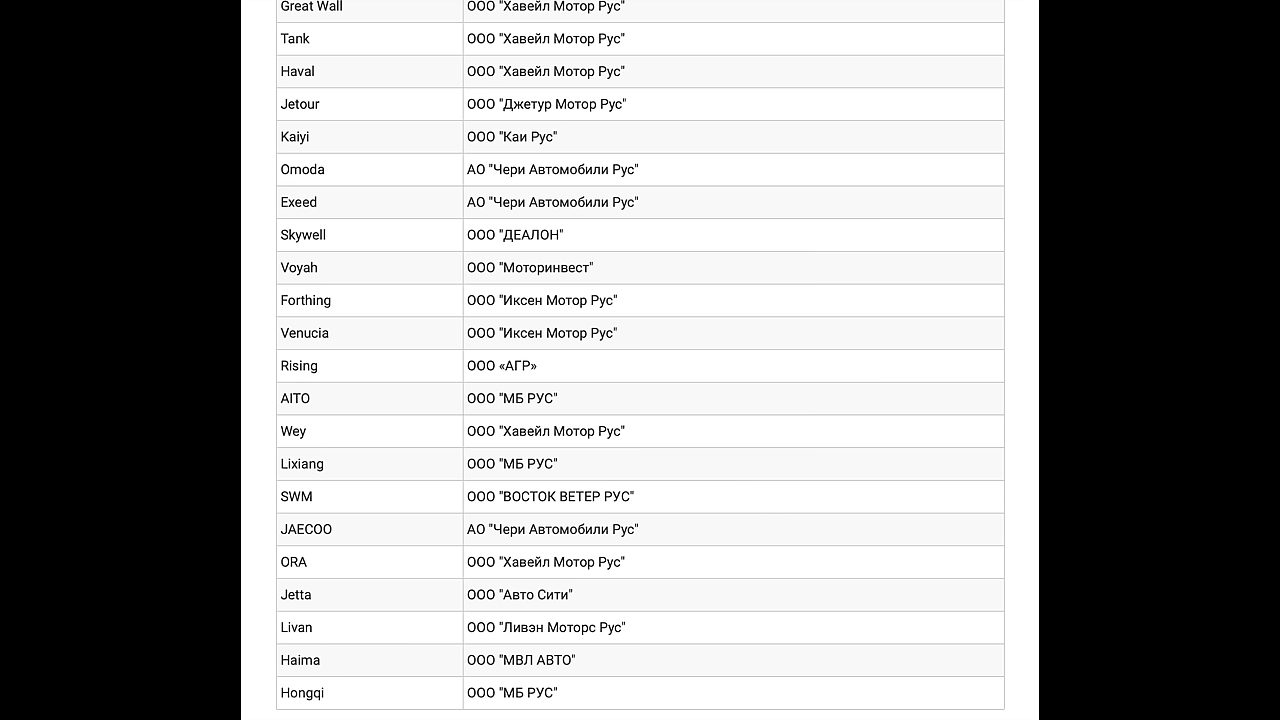 Great Wall ООО "Хавейл Мотор Рус"
Tank ООО "Хавейл Мотор Рус"
Haval ООО "Хавейл Мотор Рус"
Jetour ООО "Джетур Мотор Рус"
Kaiyi ООО "Каи Рус"
Omoda АО "Чери Автомобили Рус"
Exeed АО "Чери Автомобили Рус"
Skywell ООО "ДЕАЛОН"
Voyah ООО "Моторинвест"
Forthing ООО "Иксен Мотор Рус"
Venucia ООО "Иксен Мотор Рус"
Rising ООО «АГР»
AITO ООО "МБ РУС"
Wey ООО "Хавейл Мотор Рус"
Lixiang ООО "МБ РУС"
SWM ООО "ВОСТОК ВЕТЕР РУС"
JAECOO АО "Чери Автомобили Рус"
ORA ООО "Хавейл Мотор Рус"
Jetta ООО "Авто Сити"
Livan ООО "Ливэн Моторс Рус"
Haima ООО "МВЛ АВТО"
Hongqi ООО "МБ РУС"